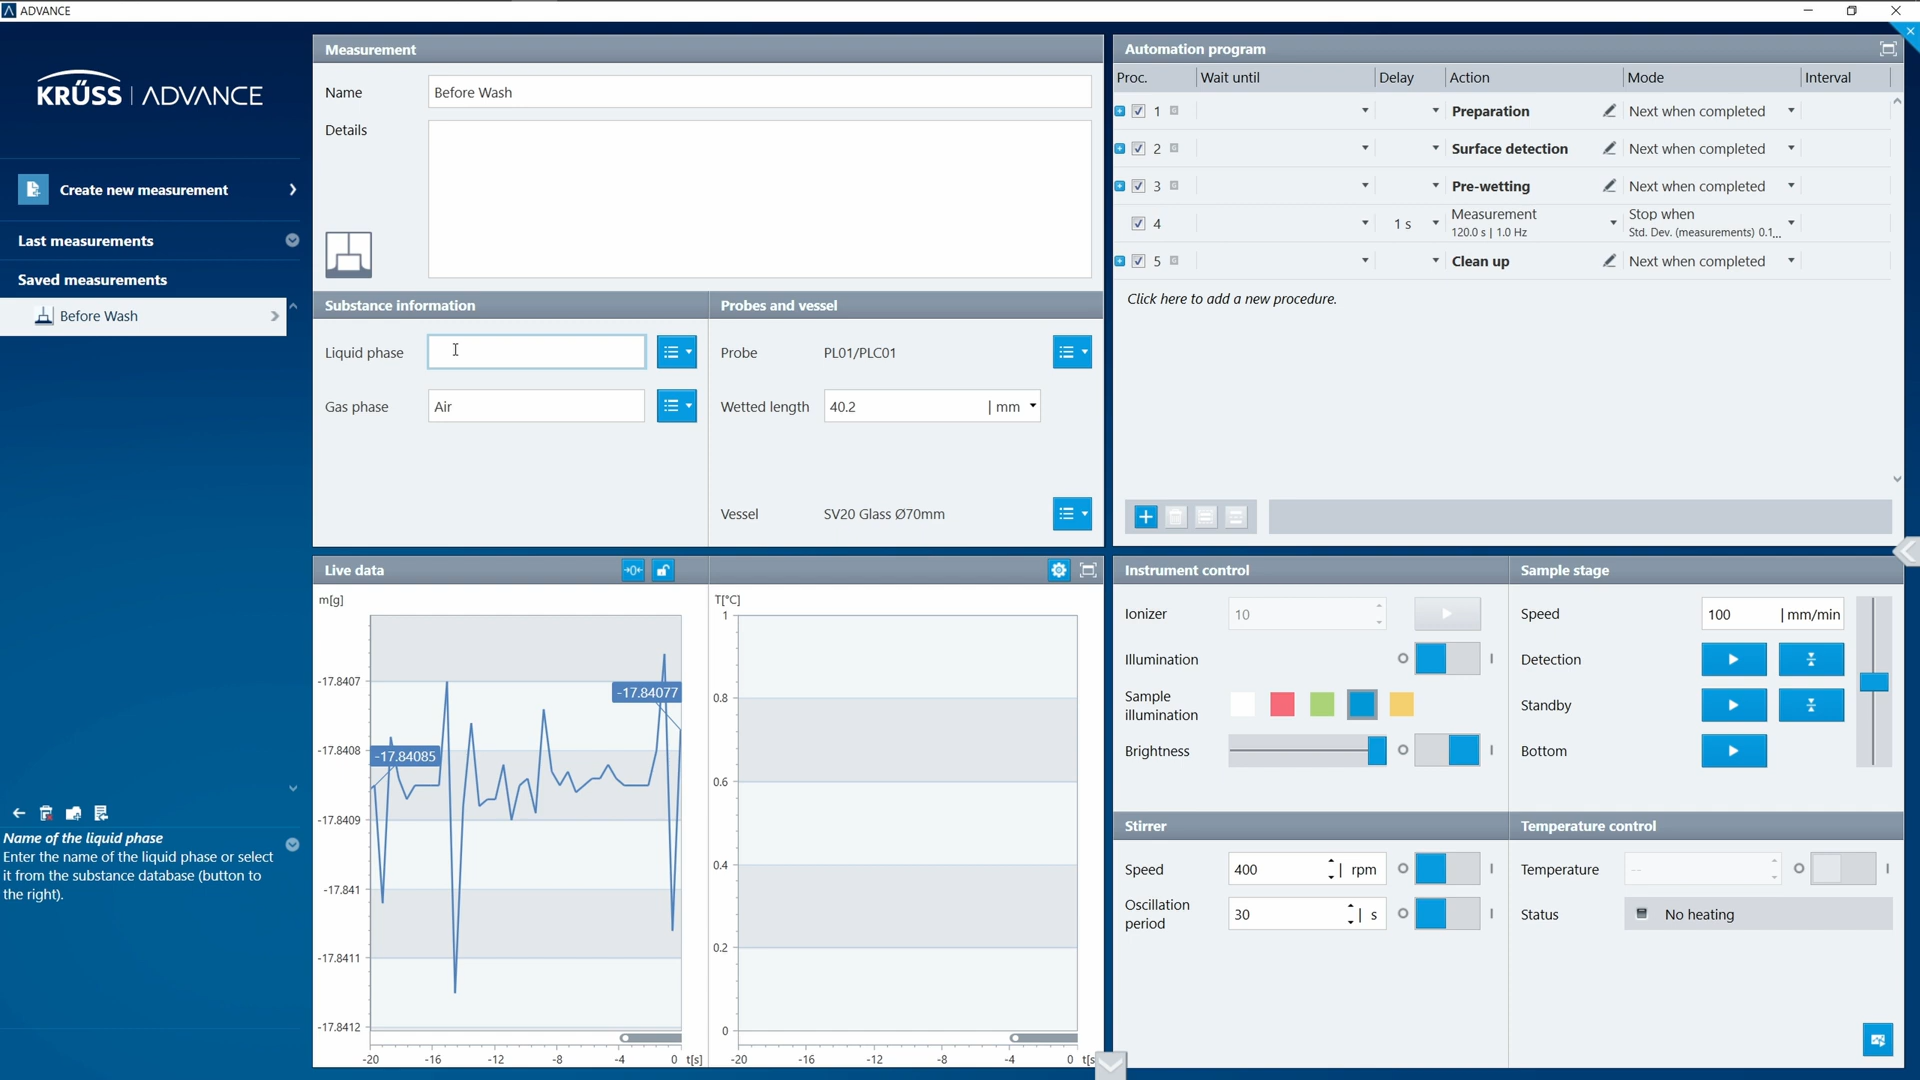 ADVANCE
KRÜSS | ADVANCE
Create new measurement
Last measurements
Saved measurements
Before Wash
Name of the liquid phase
Enter the name of the liquid phase or select
it from the substance database (button to
the right).
Measurement
Name
Before Wash
Details
Substance information
Liquid phase
Gas phase
Air
Probes and vessel
Probe
PL01/PLC01
Wetted length
40.2
| mm
Vessel
SV20 Glass Ø70mm
Live data
m[g]
-17.8407
-17.8408
-17.8409
-17.841
-17.8411
-17.8412
-17.84085
-17.84077
-20
-16
-12
-8
-4
0
t[s]
T[°C]
1
0.8
0.6
0.4
0.2
0
-20
-16
-12
-8
-4
0
t[s
Automation program
Proc.
Wait until
Delay
Action
Mode
Interval
1
Preparation
Next when completed
2
Surface detection
Next when completed
3
Pre-wetting
Next when completed
4
1 s
Measurement
120.0 s | 1.0 Hz
Stop when
Std. Dev. (measurements) 0.1...
5
Clean up
Next when completed
Click here to add a new procedure.
Instrument control
Ionizer
10
Illumination
Sample
illumination
Brightness
Sample stage
Speed
100
| mm/min
Detection
Standby
Bottom
Stirrer
Speed
400
| rpm
Oscillation
period
30
| s
Temperature control
Temperature
---
Status
No heating